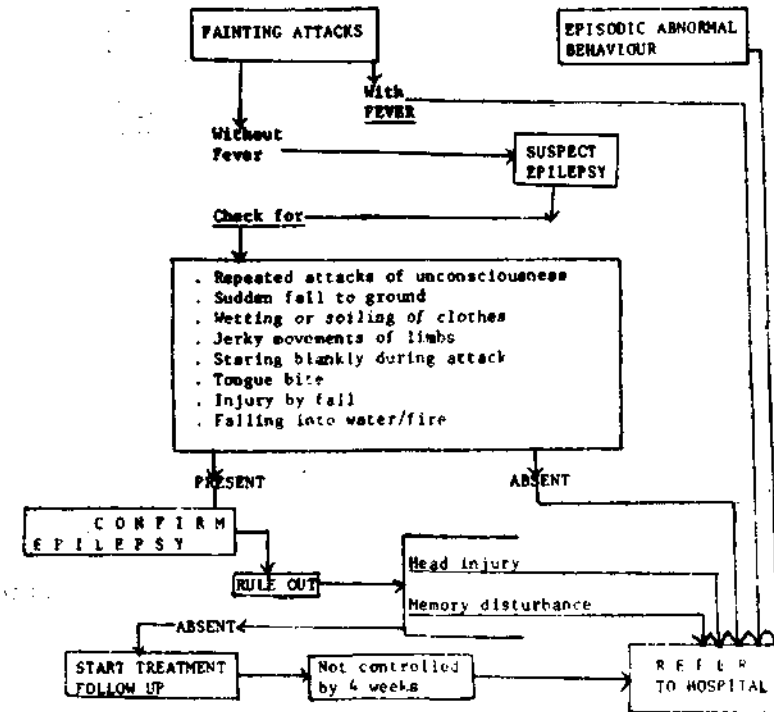 FAINTING ATTACKS
EPISODIC ABNORMAL
BEHAVIOUR
With
FEVER
Without
Fever
SUSPECT
EPILEPSY
Check for
. Repeated attacks of unconsciousness
. Sudden fall to ground
. Wetting or soiling of clothes
. Jerky movements of limbs
. Staring blankly during attack
. Tongue bite
. Injury by fall
. Falling into water/fire
PRESENT
ABSENT
C O N F I R M
E P I L E P S Y
RULE OUT
Head injury
Memory disturbance
ABSENT
START TREATMENT
FOLLOW UP
Not controlled
by 4 weeks
R E F E R
TO HOSPITAL